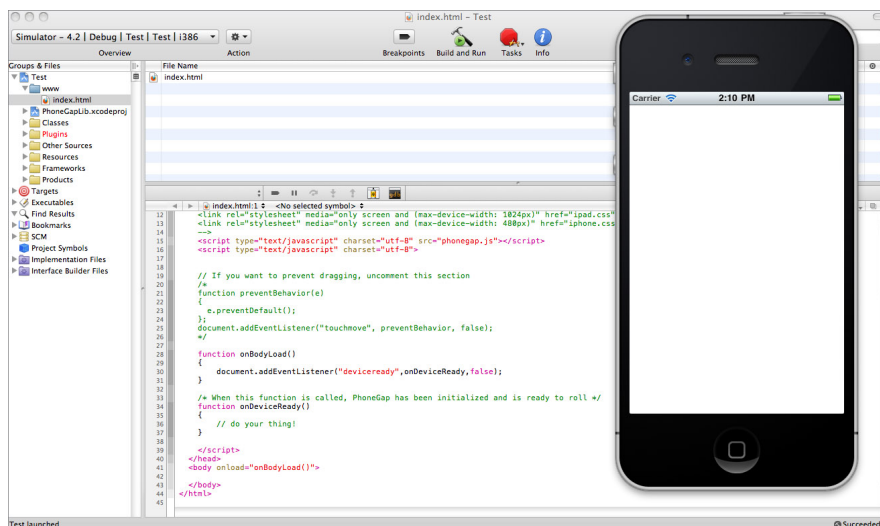 index.html – Test
Simulator – 4.2 | Debug | Test | Test | i386
Overview
Action
Breakpoints
Build and Run
Tasks
Info
Groups & Files
Test
www
index.html
PhoneGapLib.xcodeproj
Classes
Plugins
Other Sources
Resources
Frameworks
Products
Targets
Executables
Find Results
Bookmarks
SCM
Project Symbols
Implementation Files
Interface Builder Files
File Name
index.html
index.html:1 <No selected symbol>
12 <link rel="stylesheet" media="only screen and (max-device-width: 1024px)" href="ipad.css"
13 <link rel="stylesheet" media="only screen and (max-device-width: 480px)" href="iphone.css
14 -->
15 <script type="text/javascript" charset="utf-8" src="phonegap.js"></script>
16 <script type="text/javascript" charset="utf-8">
17
18
19 // If you want to prevent dragging, uncomment this section
20 /*
21 function preventBehavior(e)
22 {
23 e.preventDefault();
24 };
25 document.addEventListener("touchmove", preventBehavior, false);
26 */
27
28 function onBodyLoad()
29 {
30 document.addEventListener("deviceready",onDeviceReady,false);
31 }
32
33 /* When this function is called, PhoneGap has been initialized and is ready to roll */
34 function onDeviceReady()
35 {
36 // do your thing!
37 }
38
39 </script>
40 </head>
41 <body onload="onBodyLoad()">
42
43 </body>
44 </html>
45
Carrier 2:10 PM
Test launched
Succeeded